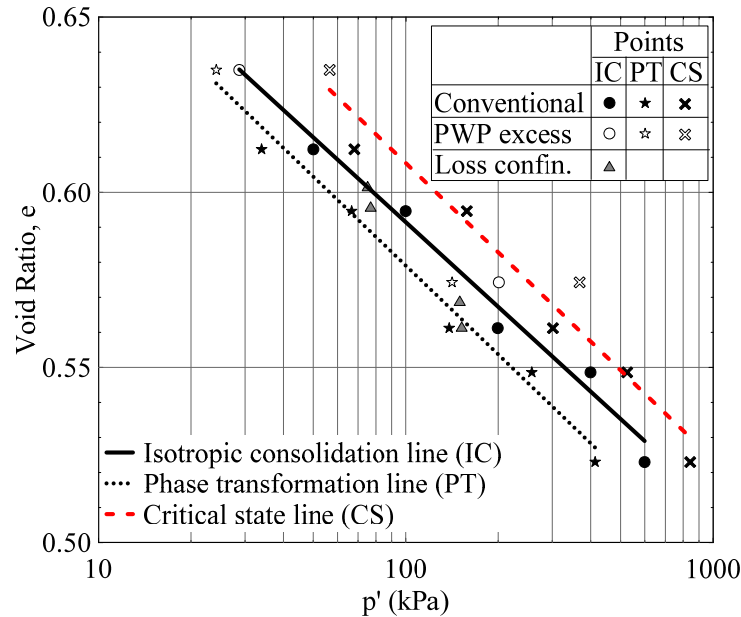 0.65
Points
IC PT CS
Conventional
PWP excess
Loss confin.
0.60
Void Ratio, e
0.55
Isotropic consolidation line (IC)
Phase transformation line (PT)
Critical state line (CS)
0.50
10 100 1000
p' (kPa)